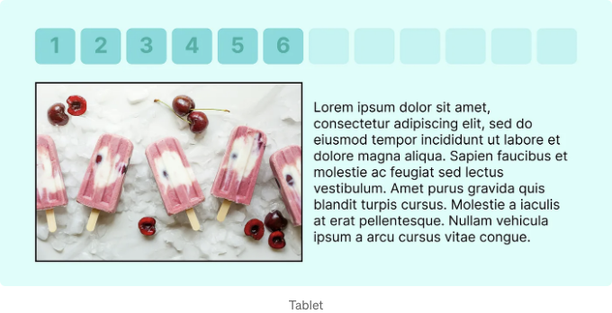 1 2 3 4 5 6
Lorem ipsum dolor sit amet,
consectetur adipiscing elit, sed do
eiusmod tempor incididunt ut labore et
dolore magna aliqua. Sapien faucibus et
molestie ac feugiat sed lectus
vestibulum. Amet purus gravida quis
blandit turpis cursus. Molestie a iaculis
at erat pellentesque. Nullam vehicula
ipsum a arcu cursus vitae congue.
Tablet